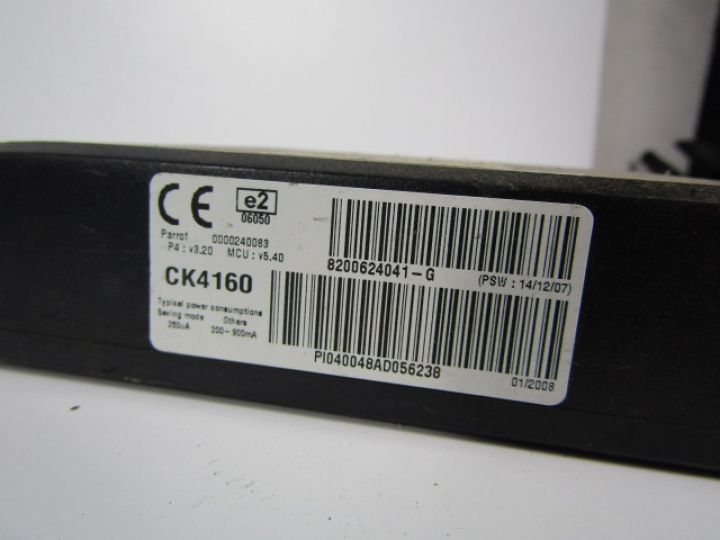 CE e2
06050
Parrot 0000240083
P4 : v3.20 MCU : v5.40
8200624041-G (PSW : 14/12/07)
CK4160
Typical power consumptions
Saving mode Others
250uA 200~900mA
PI040048AD056238
01/2008